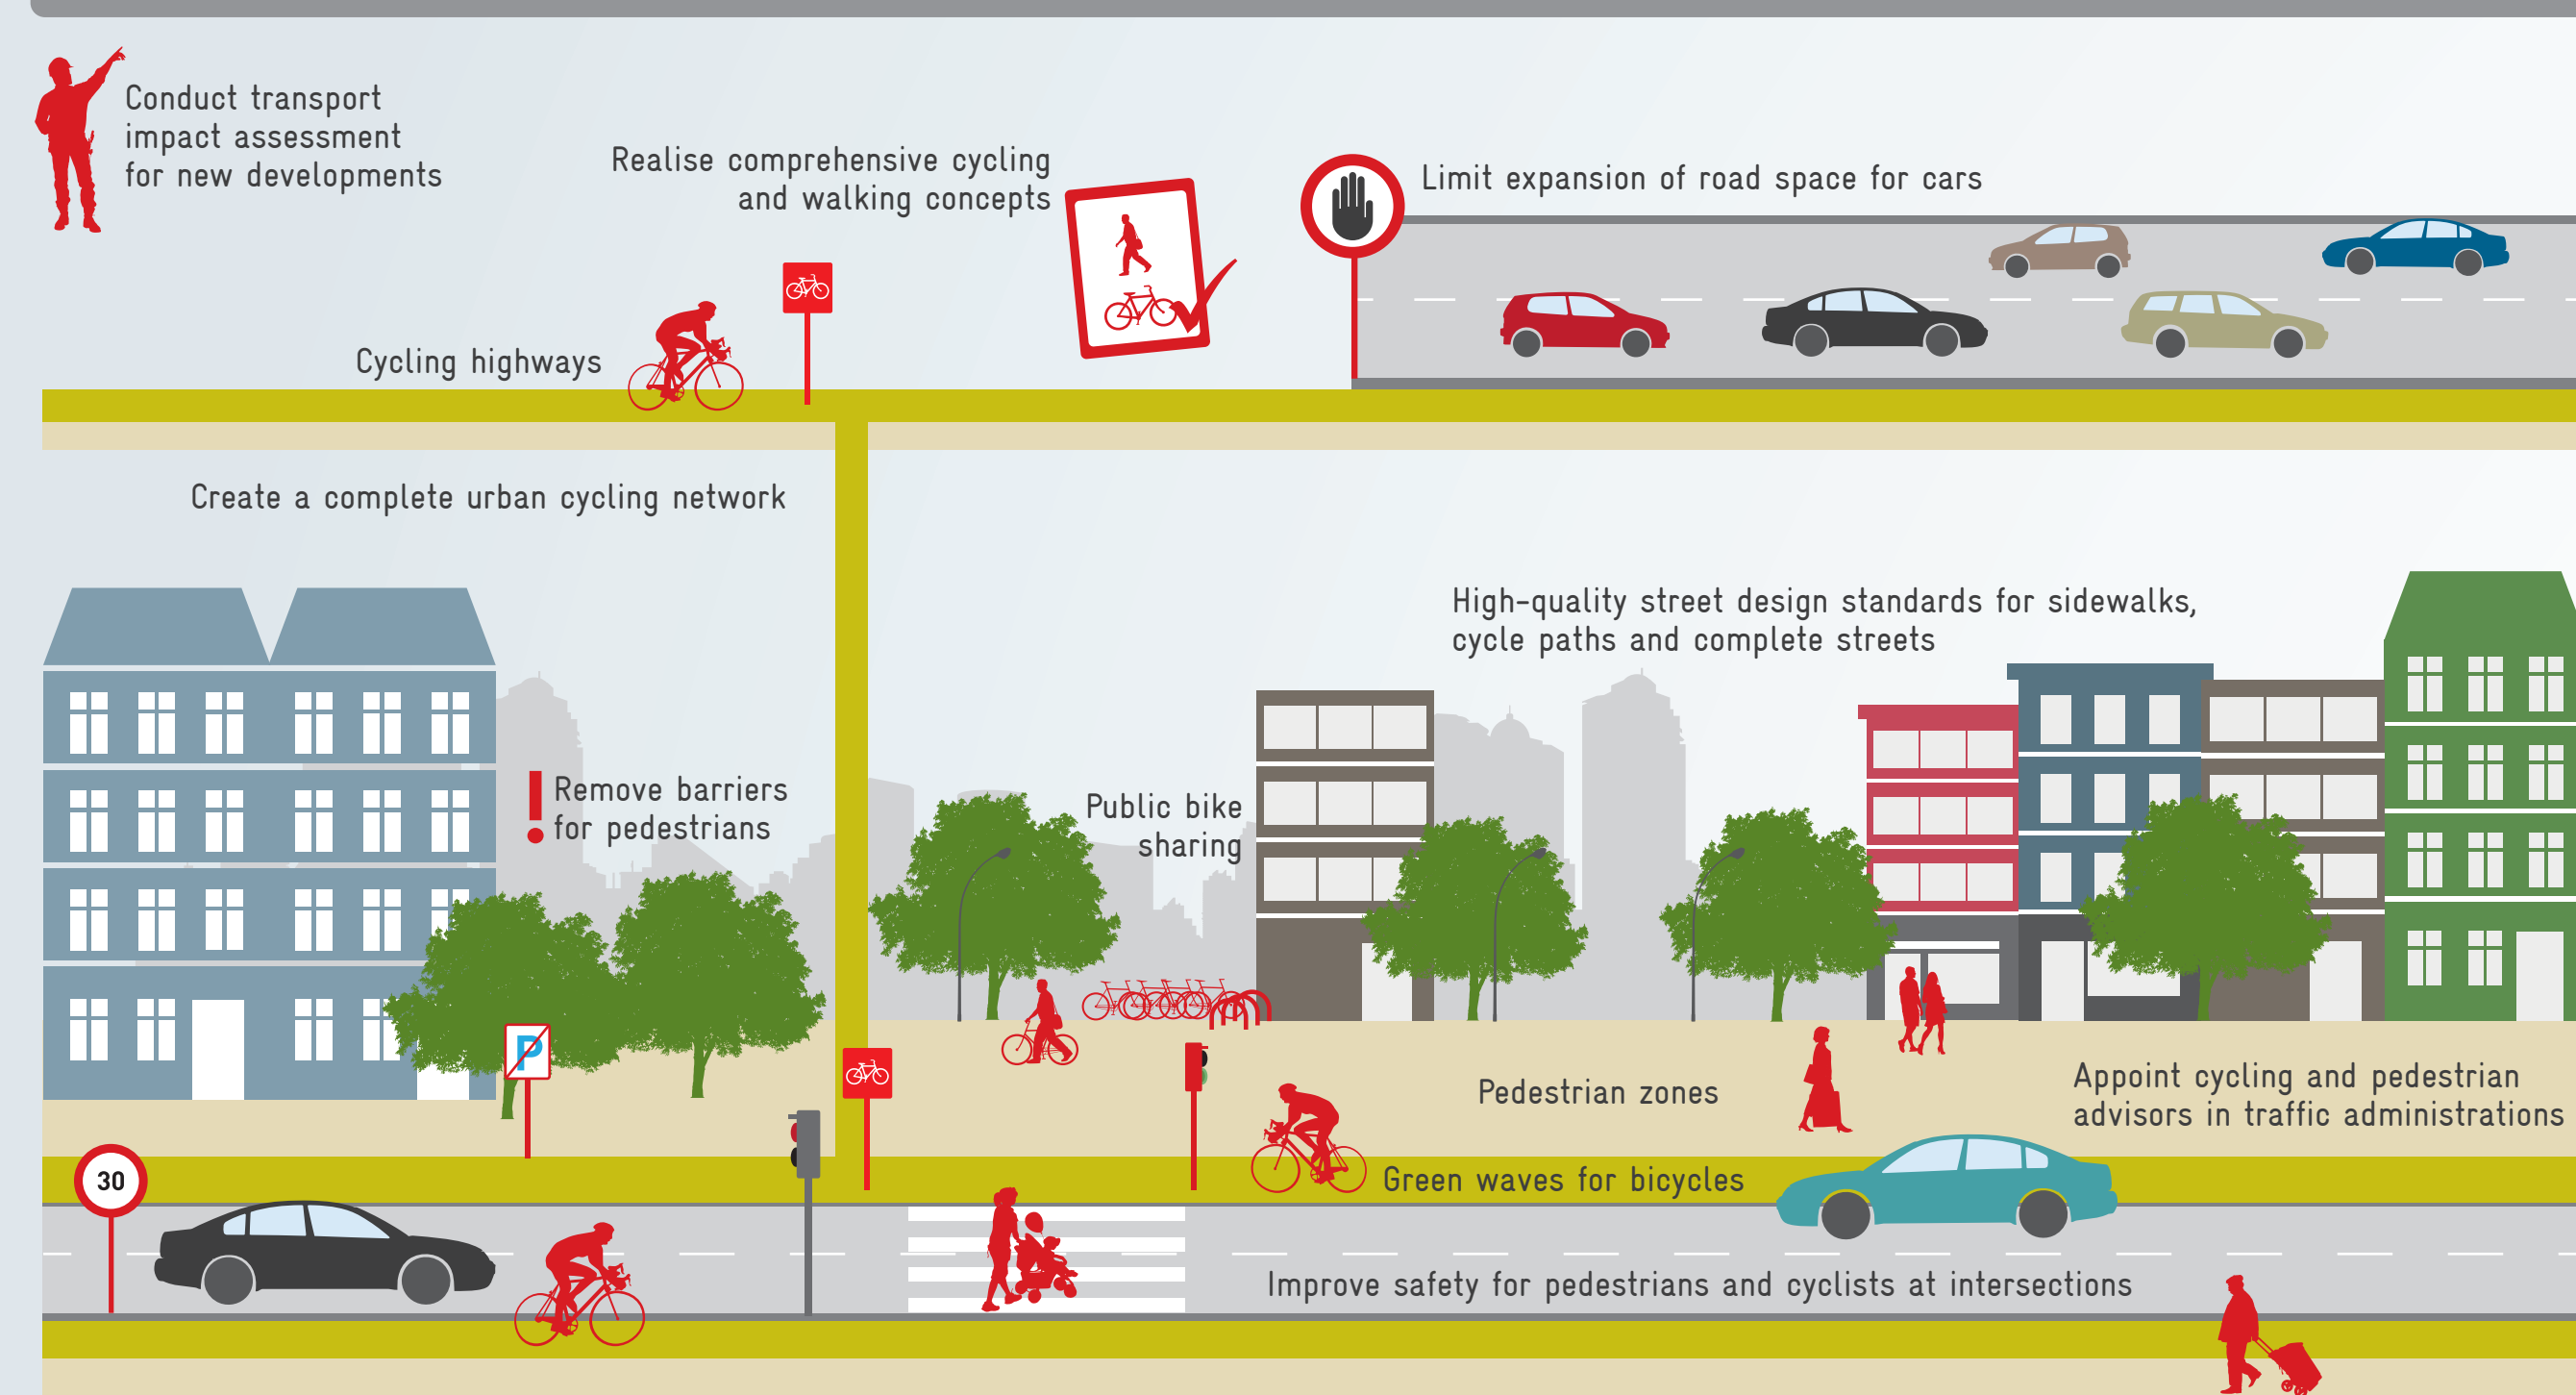 Conduct transport
impact assessment
for new developments
Realise comprehensive cycling
and walking concepts
Limit expansion of road space for cars
Cycling highways
Create a complete urban cycling network
High-quality street design standards for sidewalks,
cycle paths and complete streets
Remove barriers
for pedestrians
Public bike
sharing
P
Pedestrian zones
Appoint cycling and pedestrian
advisors in traffic administrations
30
Green waves for bicycles
Improve safety for pedestrians and cyclists at intersections